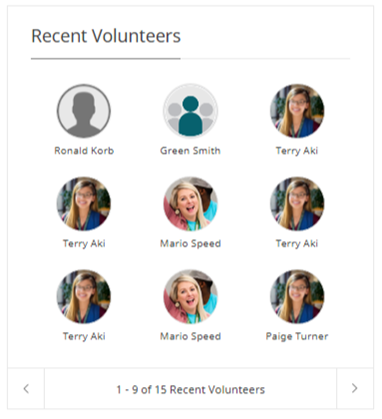 Recent Volunteers
Ronald Korb
Green Smith
Terry Aki
Terry Aki
Mario Speed
Terry Aki
Terry Aki
Mario Speed
Paige Turner
1 - 9 of 15 Recent Volunteers